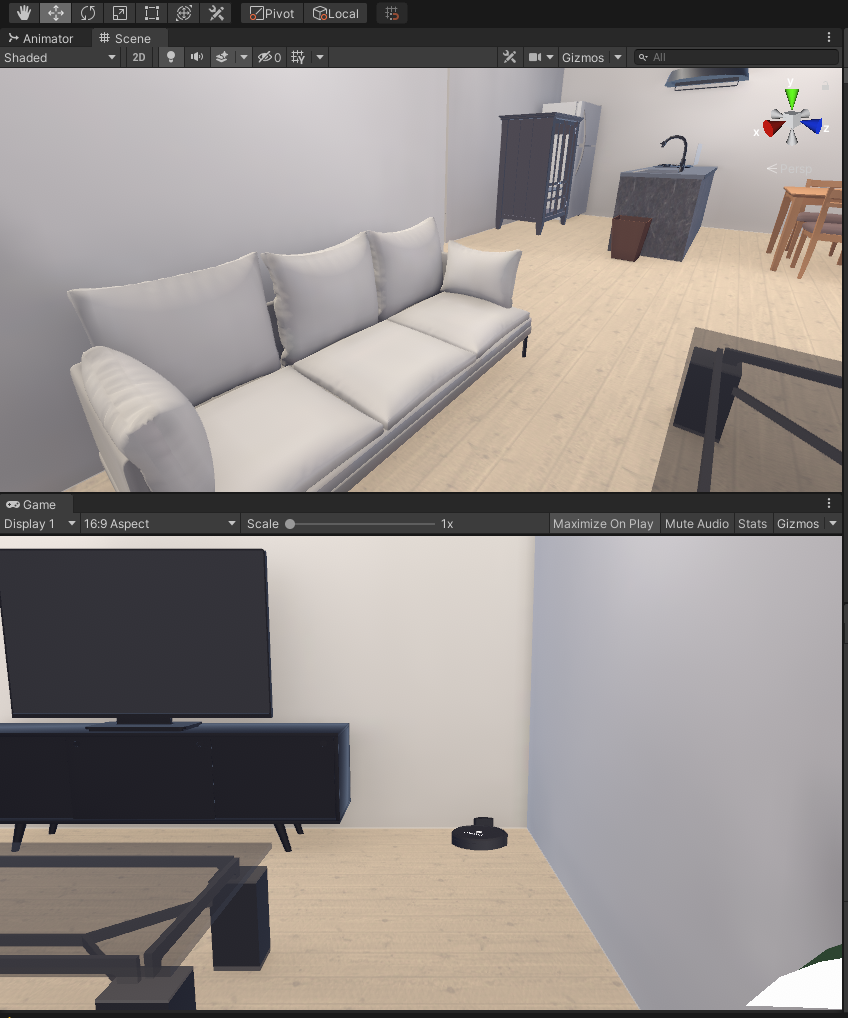 Pivot Local
Animator Scene
Shaded 2D 0 Gizmos All
y
x z
Persp
Game
Display 1 16:9 Aspect Scale 1x Maximize On Play Mute Audio Stats Gizmos